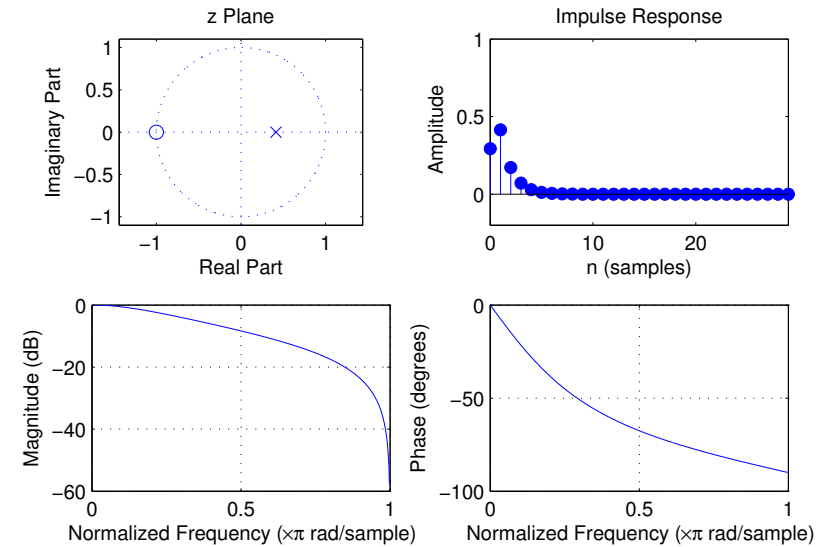 z Plane
1
0.5
0
−0.5
−1
−1 0 1
Imaginary Part
Real Part
Impulse Response
1
0.5
0
0 10 20
Amplitude
n (samples)
0
−20
−40
−60
0 0.5 1
Magnitude (dB)
Normalized Frequency (×π rad/sample)
0
−50
−100
0 0.5 1
Phase (degrees)
Normalized Frequency (×π rad/sample)